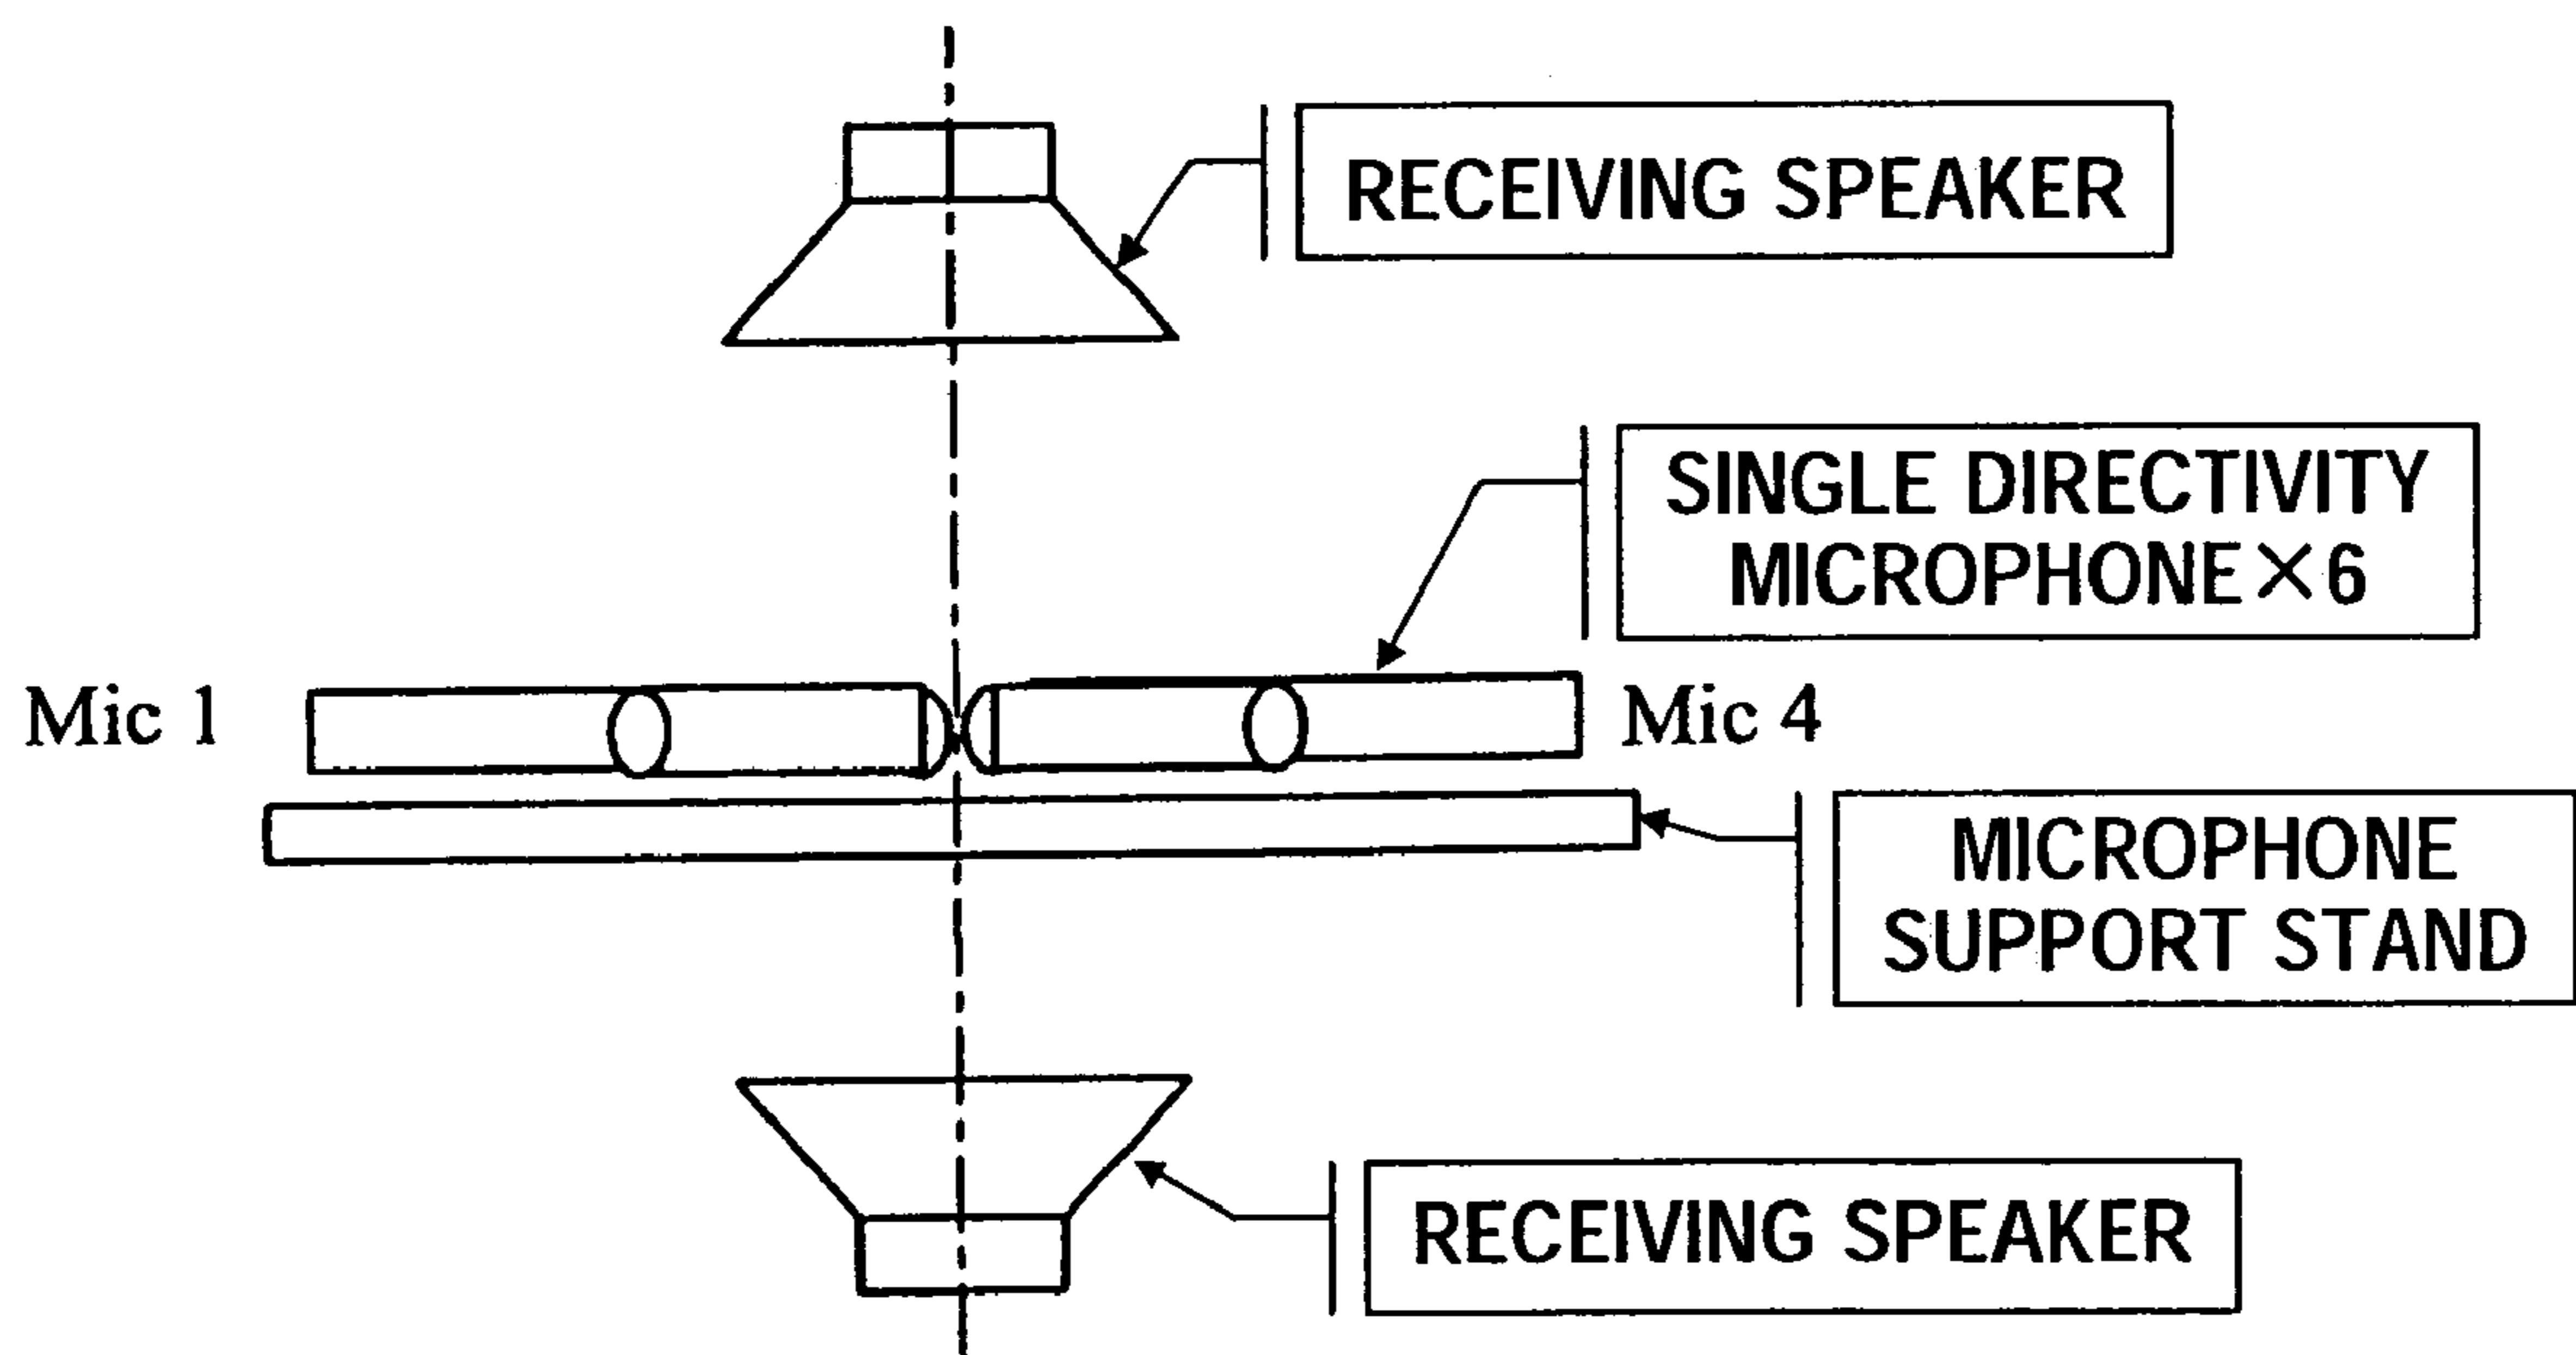 RECEIVING SPEAKER
SINGLE DIRECTIVITY
MICROPHONE×6
Mic 1
Mic 4
MICROPHONE
SUPPORT STAND
RECEIVING SPEAKER